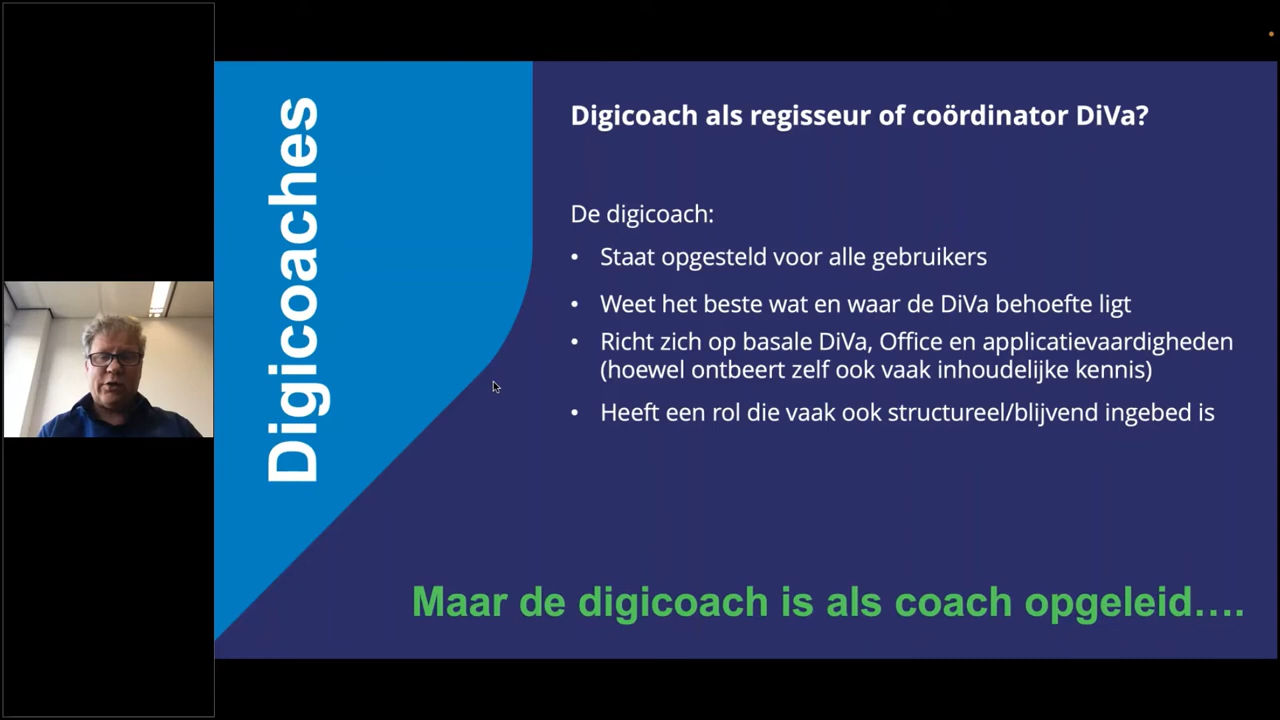 Digicoaches
Digicoach als regisseur of coördinator DiVa?
De digicoach:
• Staat opgesteld voor alle gebruikers
• Weet het beste wat en waar de DiVa behoefte ligt
• Richt zich op basale DiVa, Office en applicatievaardigheden
(hoewel ontbeert zelf ook vaak inhoudelijke kennis)
• Heeft een rol die vaak ook structureel/blijvend ingebed is
Maar de digicoach is als coach opgeleid….